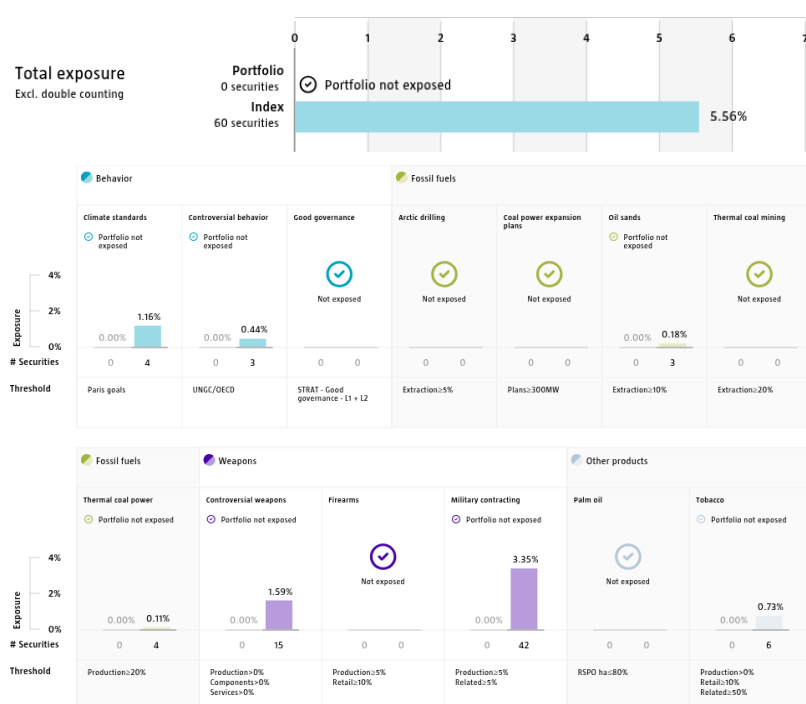 0 1 2 3 4 5 6 7
Total exposure
Excl. double counting
Portfolio
0 securities
Portfolio not exposed
Index
60 securities
5.56%
Behavior
Fossil fuels
Climate standards
Controversial behavior
Good governance
Arctic drilling
Coal power expansion
plans
Oil sands
Thermal coal mining
Portfolio not
exposed
Portfolio not
exposed
Portfolio not
exposed
Not exposed
Not exposed
Not exposed
Not exposed
Exposure
4%
2%
0%
0.00% 1.16%
0.00% 0.44%
0.00% 0.18%
# Securities 0 4 0 3 0 0 0 0 0 0 0 3 0 0
Threshold
Paris goals
UNGC/OECD
STRAT - Good
governance - L1 + L2
Extraction≥5%
Plans≥300MW
Extraction≥10%
Extraction≥20%
Fossil fuels
Weapons
Other products
Thermal coal power
Controversial weapons
Firearms
Military contracting
Palm oil
Tobacco
Portfolio not exposed
Portfolio not exposed
Portfolio not exposed
Portfolio not exposed
Not exposed
Not exposed
Exposure
4%
2%
0%
0.00% 0.11%
0.00% 1.59%
0.00% 3.35%
0.00% 0.73%
# Securities 0 4 0 15 0 0 0 42 0 0 0 6
Threshold
Production≥20%
Production>0%
Components>0%
Services>0%
Production≥5%
Retail≥10%
Production≥5%
Related≥5%
RSPO ha≤80%
Production>0%
Retail≥10%
Related≥50%